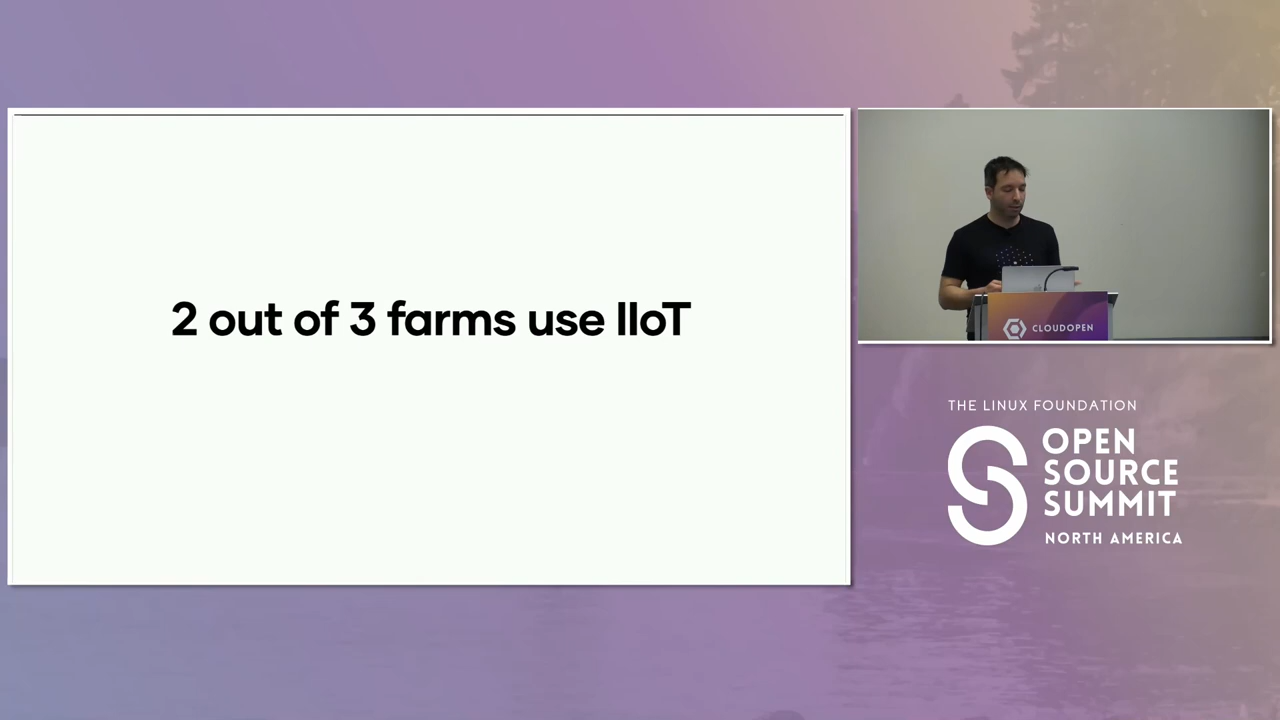 2 out of 3 farms use IIoT
CLOUDOPEN
THE LINUX FOUNDATION
OPEN
SOURCE
SUMMIT
NORTH AMERICA